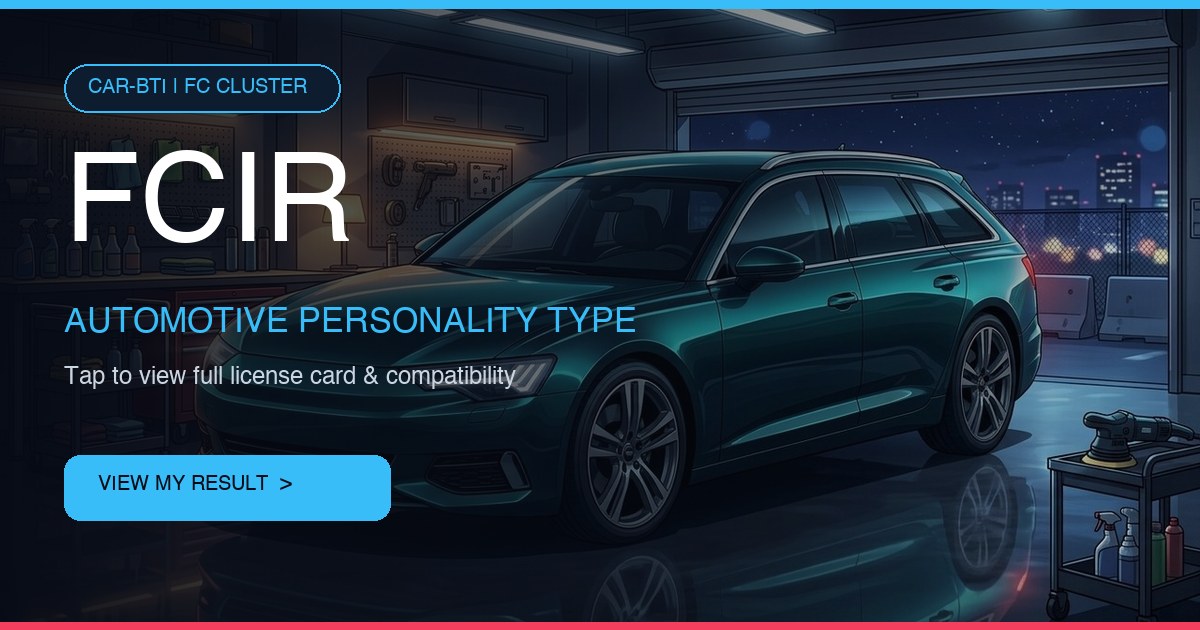 CAR-BTI | FC CLUSTER
FCIR
AUTOMOTIVE PERSONALITY TYPE
Tap to view full license card & compatibility
VIEW MY RESULT >